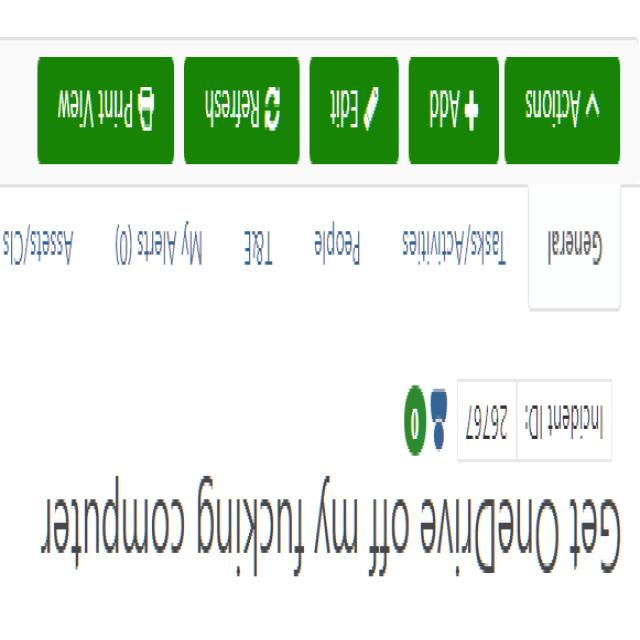 Get OneDrive off my fucking computer
Incident ID: 26767 0
General Tasks/Activities People T&E My Alerts (0) Assets/CIs
Actions Add Edit Refresh Print View